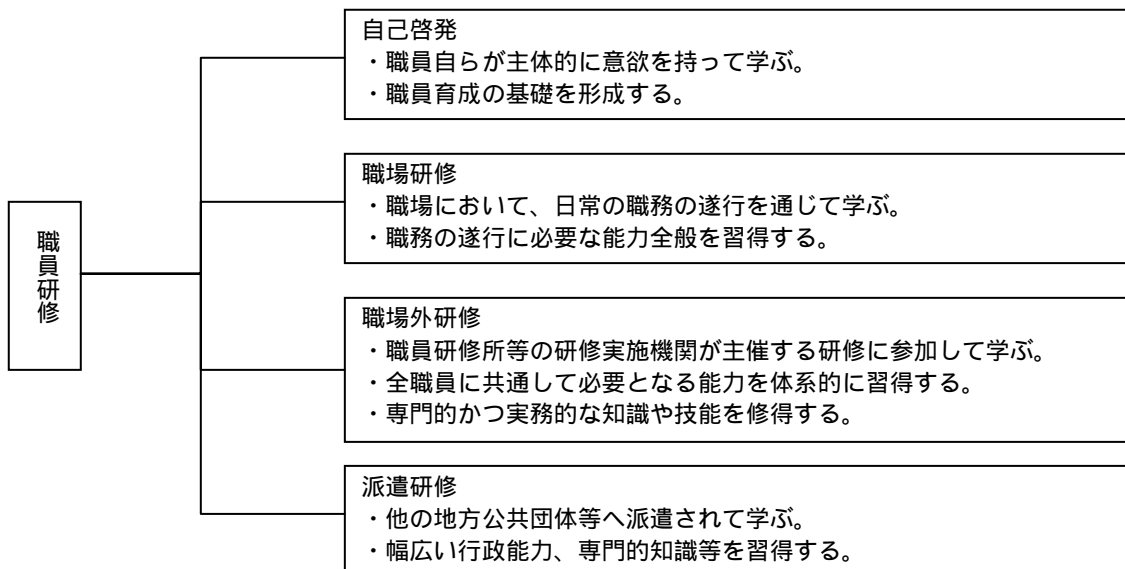 職員研修
自己啓発
・職員自らが主体的に意欲を持って学ぶ。
・職員育成の基礎を形成する。
職場研修
・職場において、日常の職務の遂行を通じて学ぶ。
・職務の遂行に必要な能力全般を習得する。
職場外研修
・職員研修所等の研修実施機関が主催する研修に参加して学ぶ。
・全職員に共通して必要となる能力を体系的に習得する。
・専門的かつ実務的な知識や技能を修得する。
派遣研修
・他の地方公共団体等へ派遣されて学ぶ。
・幅広い行政能力、専門的知識等を習得する。